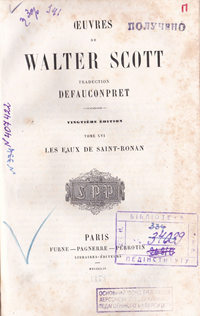 П
ПОЛУЧЕНО
ŒUVRES
DE
WALTER SCOTT
TRADUCTION
DEFAUCONPRET
VINGTIÈME ÉDITION
TOME XVI
LES EAUX DE SAINT-RONAN
PARIS
FURNE—PAGNERRE—PERROTIN
LIBRAIRES-ÉDITEURS